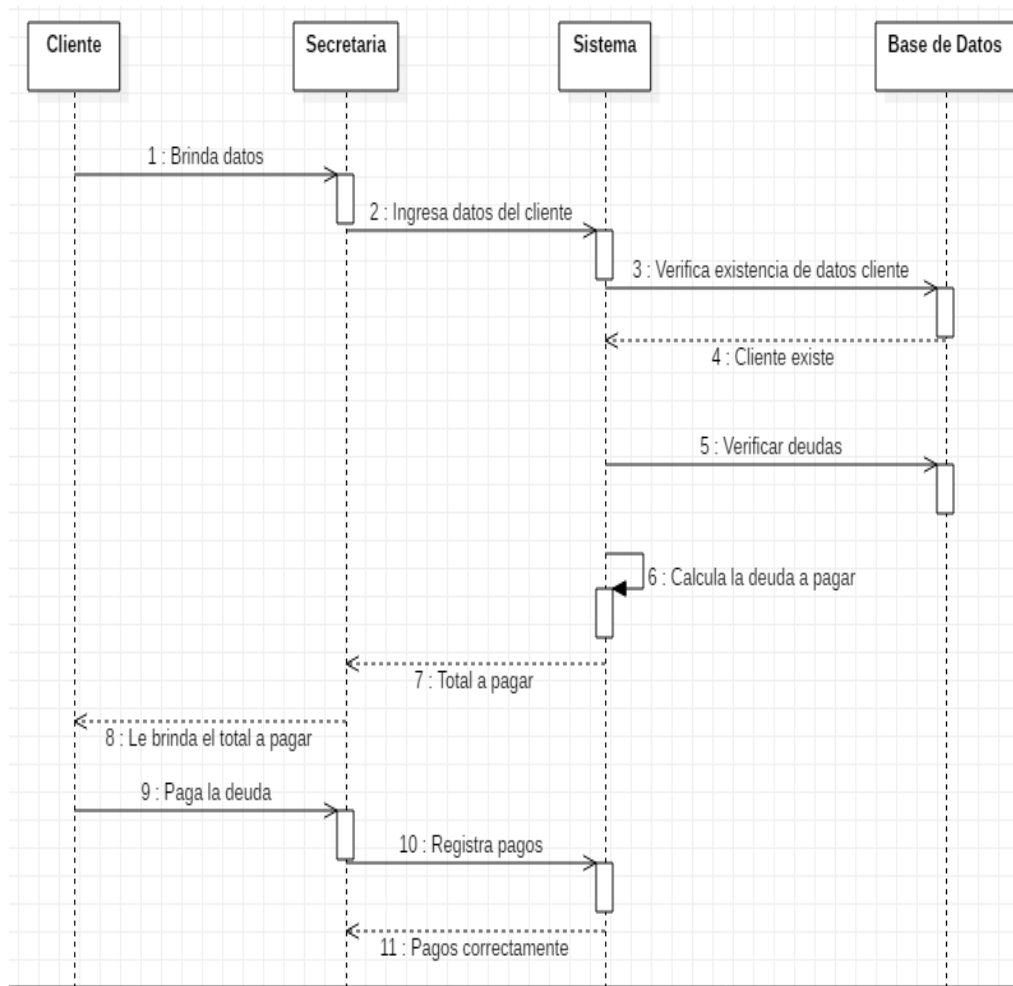 Cliente
Secretaria
Sistema
Base de Datos
1 : Brinda datos
2 : Ingresa datos del cliente
3 : Verifica existencia de datos cliente
4 : Cliente existe
5 : Verificar deudas
6 : Calcula la deuda a pagar
7 : Total a pagar
8 : Le brinda el total a pagar
9 : Paga la deuda
10 : Registra pagos
11 : Pagos correctamente